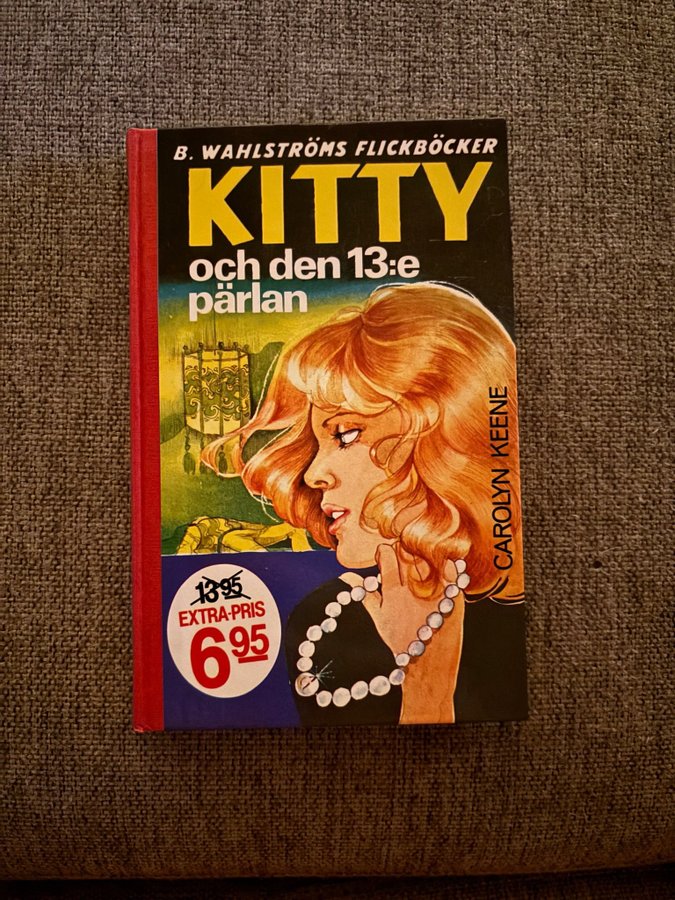 B. WAHLSTRÖMS FLICKBÖCKER
KITTY
och den 13:e
pärlan
CAROLYN KEENE
13 95
EXTRA-PRIS
6 95